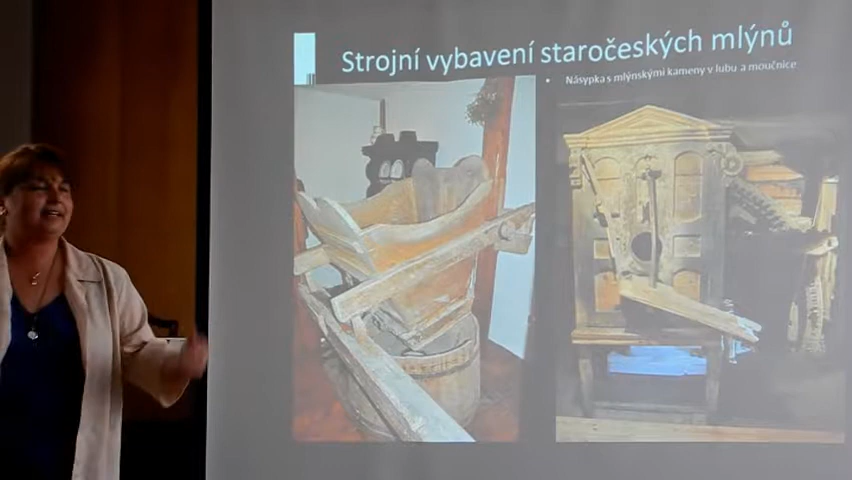 Strojní vybavení staročeských mlýnů
• Násypka s mlýnskými kameny v lubu a moučnice